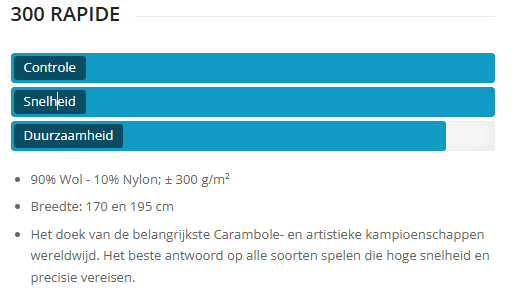 300 RAPIDE
Controle
Snelheid
Duurzaamheid
• 90% Wol - 10% Nylon; ± 300 g/m²
• Breedte: 170 en 195 cm
• Het doek van de belangrijkste Carambole- en artistieke kampioenschappen
wereldwijd. Het beste antwoord op alle soorten spelen die hoge snelheid en
precisie vereisen.